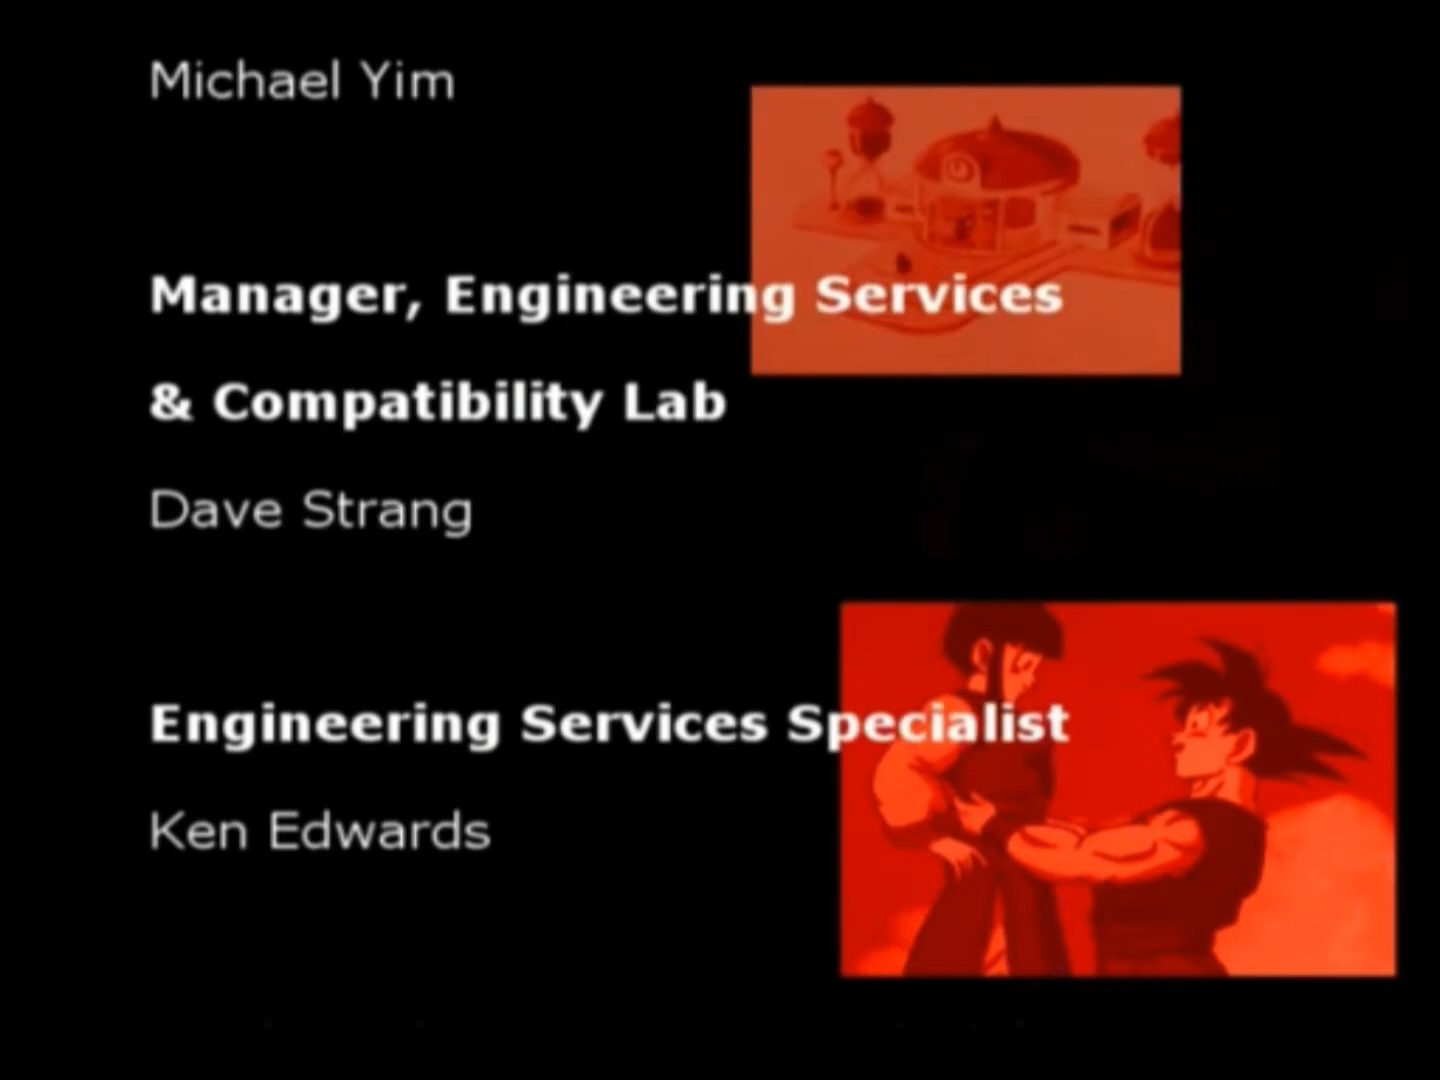 Michael Yim
Manager, Engineering Services
& Compatibility Lab
Dave Strang
Engineering Services Specialist
Ken Edwards